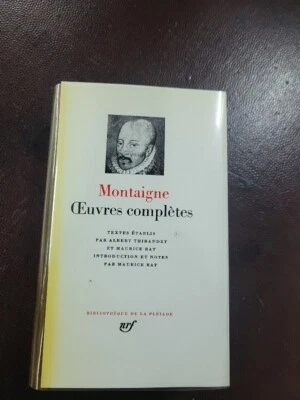 Montaigne
Œuvres complètes
TEXTES ÉTABLIS
PAR ALBERT THIBAUDET
ET MAURICE RAT
INTRODUCTION ET NOTES
PAR MAURICE RAT
BIBLIOTHÈQUE DE LA PLÉIADE
nrf